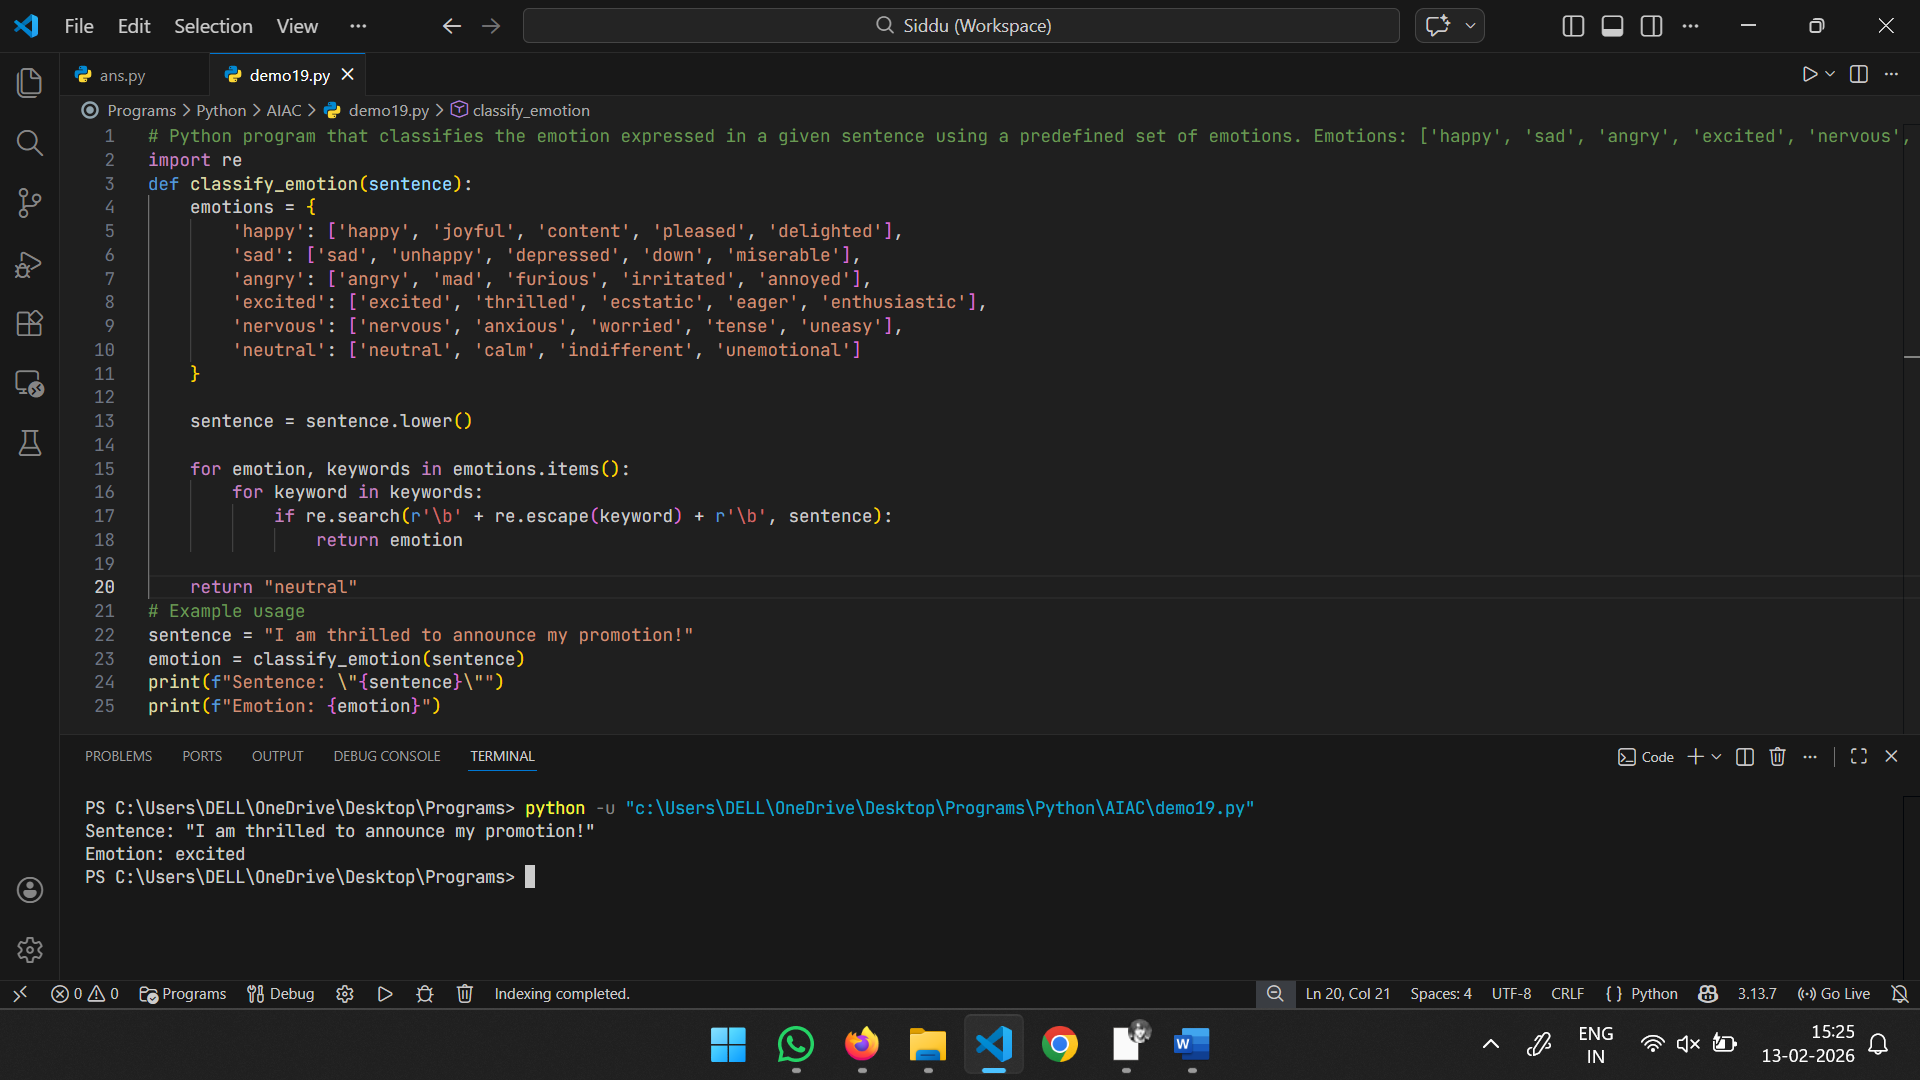 File Edit Selection View ··· Siddu (Workspace)
ans.py demo19.py
Programs > Python > AIAC > demo19.py > classify_emotion
1 # Python program that classifies the emotion expressed in a given sentence using a predefined set of emotions. Emotions: ['happy', 'sad', 'angry', 'excited', 'nervous',
2 import re
3 def classify_emotion(sentence):
4     emotions = {
5         'happy': ['happy', 'joyful', 'content', 'pleased', 'delighted'],
6         'sad': ['sad', 'unhappy', 'depressed', 'down', 'miserable'],
7         'angry': ['angry', 'mad', 'furious', 'irritated', 'annoyed'],
8         'excited': ['excited', 'thrilled', 'ecstatic', 'eager', 'enthusiastic'],
9         'nervous': ['nervous', 'anxious', 'worried', 'tense', 'uneasy'],
10         'neutral': ['neutral', 'calm', 'indifferent', 'unemotional']
11     }
12
13     sentence = sentence.lower()
14
15     for emotion, keywords in emotions.items():
16         for keyword in keywords:
17             if re.search(r'\b' + re.escape(keyword) + r'\b', sentence):
18                 return emotion
19
20     return "neutral"
21 # Example usage
22 sentence = "I am thrilled to announce my promotion!"
23 emotion = classify_emotion(sentence)
24 print(f"Sentence: \"{sentence}\"")
25 print(f"Emotion: {emotion}")
PROBLEMS PORTS OUTPUT DEBUG CONSOLE TERMINAL Code
PS C:\Users\DELL\OneDrive\Desktop\Programs> python -u "c:\Users\DELL\OneDrive\Desktop\Programs\Python\AIAC\demo19.py"
Sentence: "I am thrilled to announce my promotion!"
Emotion: excited
PS C:\Users\DELL\OneDrive\Desktop\Programs>
0 0 Programs Debug Indexing completed. Ln 20, Col 21 Spaces: 4 UTF-8 CRLF { } Python 3.13.7 Go Live
W ENG 15:25
IN 13-02-2026